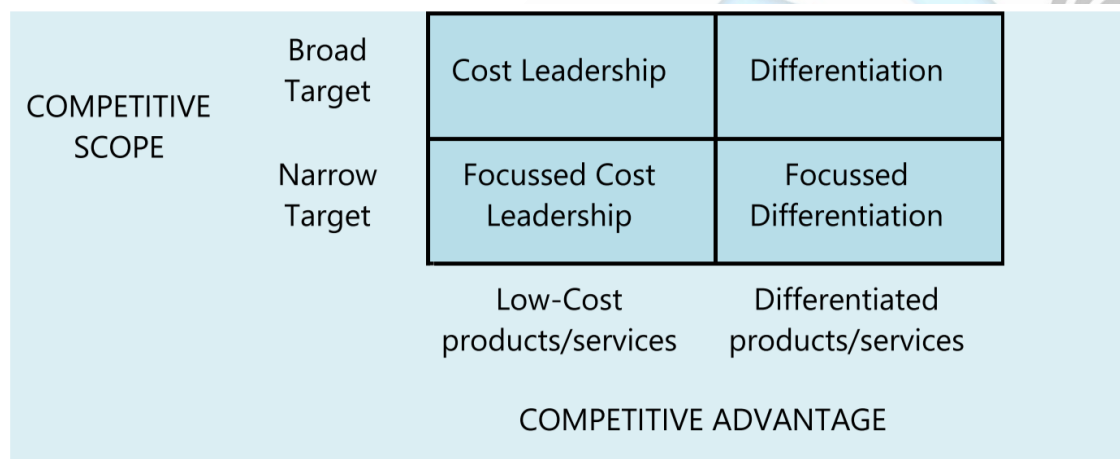 Broad
Target
Cost Leadership
Differentiation
COMPETITIVE
SCOPE
Narrow
Target
Focussed Cost
Leadership
Focussed
Differentiation
Low-Cost
products/services
Differentiated
products/services
COMPETITIVE ADVANTAGE